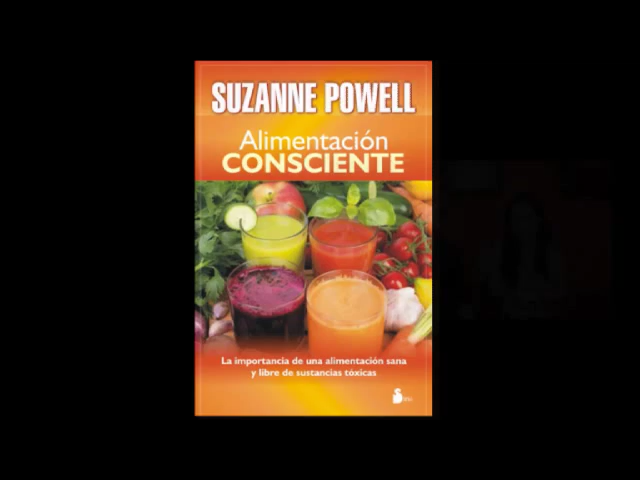 SUZANNE POWELL
Alimentación
CONSCIENTE
La importancia de una alimentación sana
y libre de sustancias tóxicas